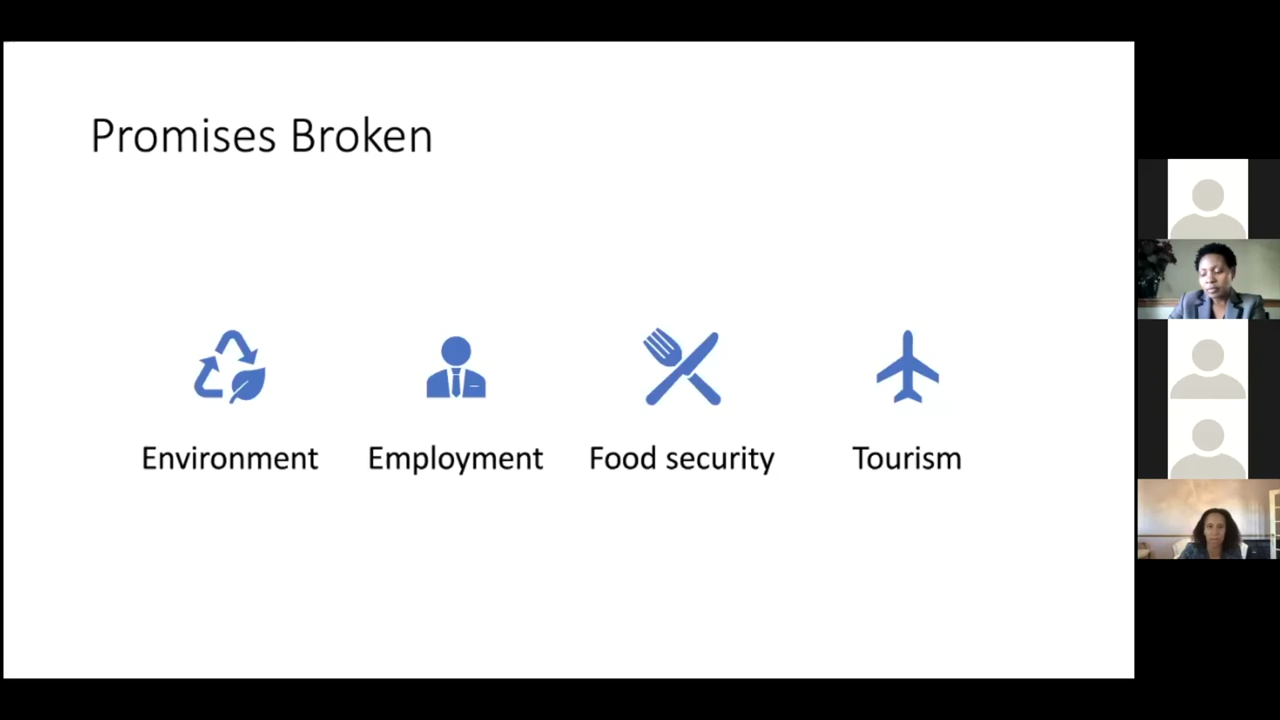 Promises Broken
Environment
Employment
Food security
Tourism